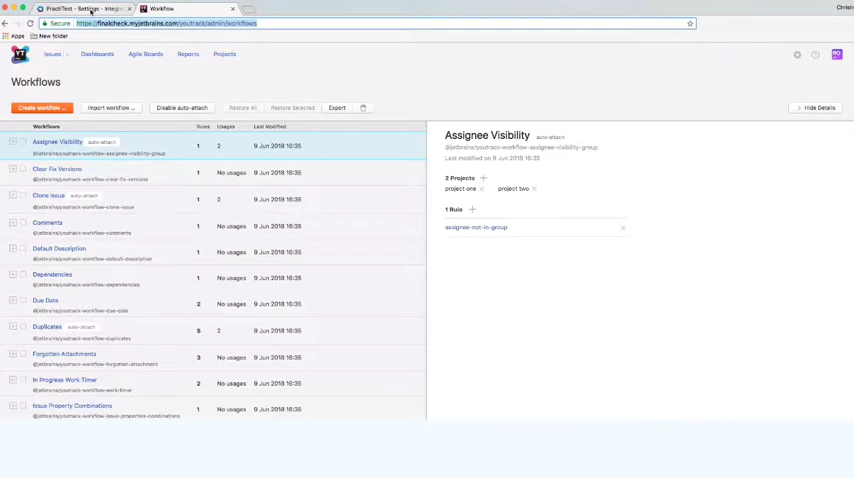 PractiTest - Settings - Integra
Workflow
Christi
Secure
https://finalcheck.myjetbrains.com/youtrack/admin/workflows
Apps
New folder
YT
Issues
Dashboards
Agile Boards
Reports
Projects
Workflows
Create workflow ...
Import workflow ...
Disable auto-attach
Restore All
Restore Selected
Export
Hide Details
Workflows Rules Usages Last Modified
Assignee Visibility auto-attach 1 2 9 Jun 2018 16:35
@jetbrains/youtrack-workflow-assignee-visibility-group
Clear Fix Versions 1 No usages 9 Jun 2018 16:35
@jetbrains/youtrack-workflow-clear-fix-versions
Clone Issue auto-attach 1 2 9 Jun 2018 16:35
@jetbrains/youtrack-workflow-clone-issue
Comments 1 No usages 9 Jun 2018 16:35
@jetbrains/youtrack-workflow-comments
Default Description 1 No usages 9 Jun 2018 16:35
@jetbrains/youtrack-workflow-default-description
Dependencies 1 No usages 9 Jun 2018 16:35
@jetbrains/youtrack-workflow-dependencies
Due Date 2 No usages 9 Jun 2018 16:35
@jetbrains/youtrack-workflow-due-date
Duplicates auto-attach 5 2 9 Jun 2018 16:35
@jetbrains/youtrack-workflow-duplicates
Forgotten Attachments 3 No usages 9 Jun 2018 16:35
@jetbrains/youtrack-workflow-forgotten-attachment
In Progress Work Timer 2 No usages 9 Jun 2018 16:35
@jetbrains/youtrack-workflow-work-timer
Issue Property Combinations 1 No usages 9 Jun 2018 16:35
@jetbrains/youtrack-workflow-issue-properties-combinations
Assignee Visibility auto-attach
@jetbrains/youtrack-workflow-assignee-visibility-group
Last modified on 9 Jun 2018 16:35
2 Projects
project one
project two
1 Rule
assignee-not-in-group